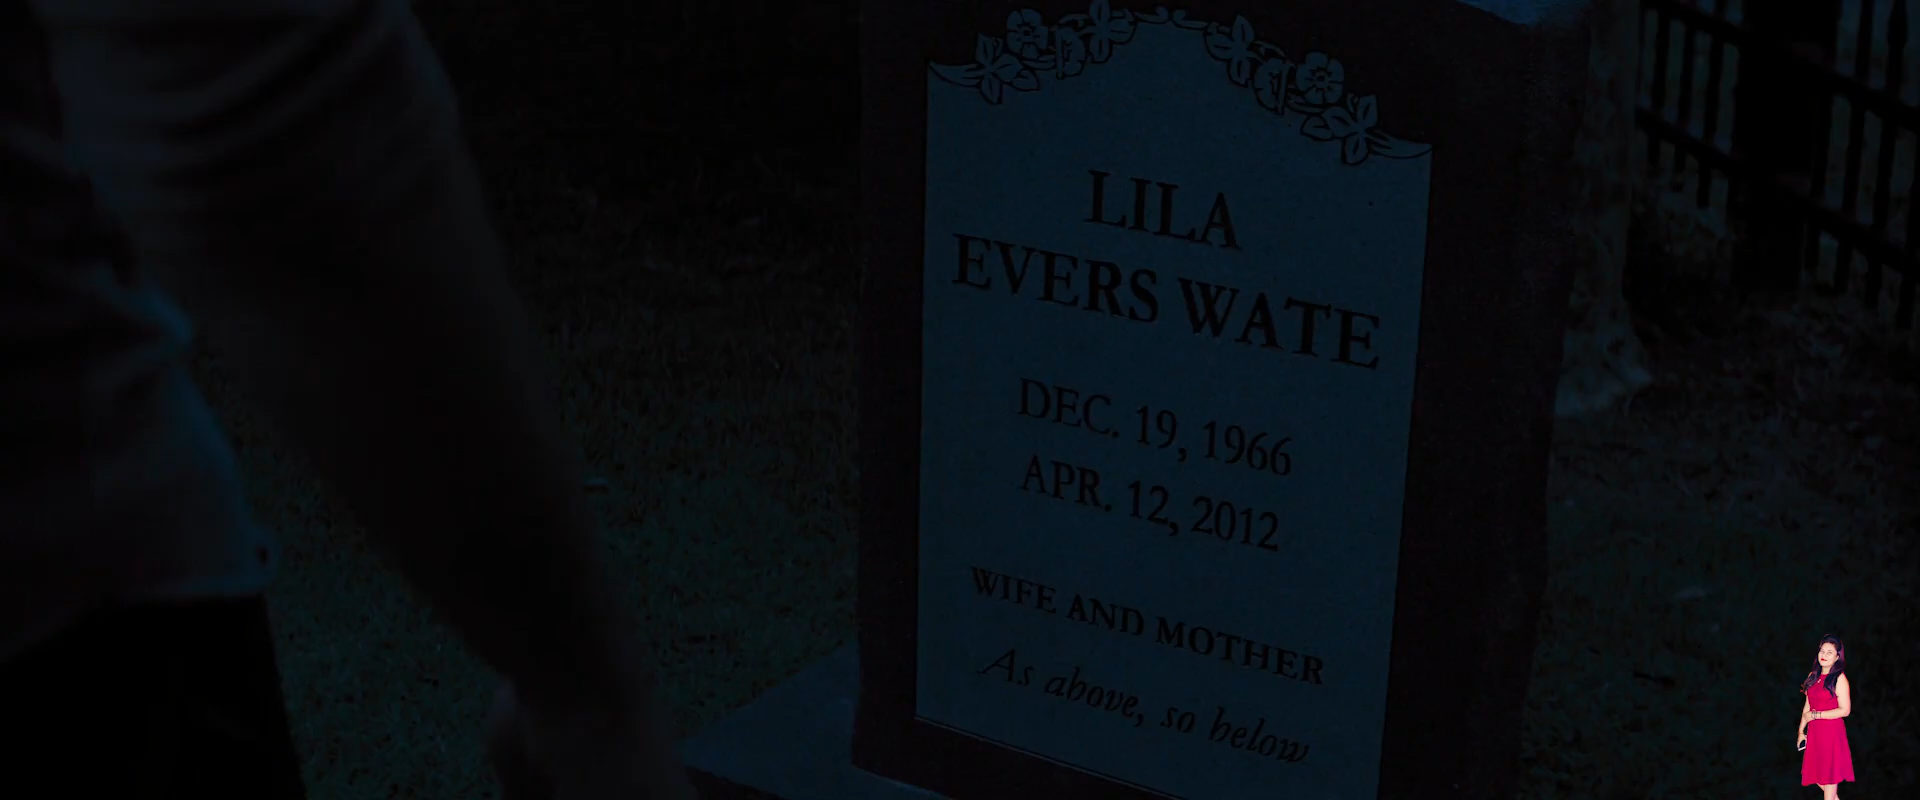 LILA
EVERS WATE
DEC. 19, 1966
APR. 12, 2012
WIFE AND MOTHER
As above, so below